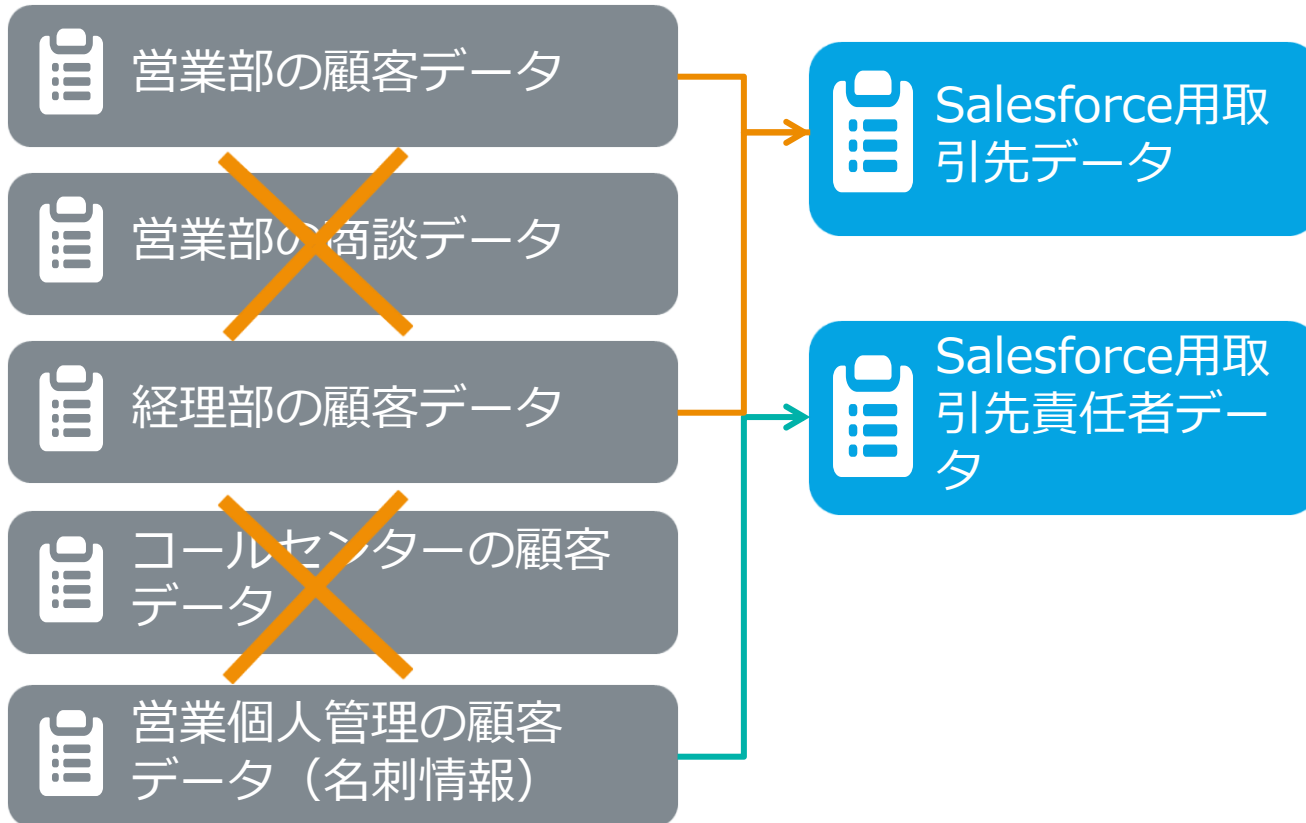 営業部の顧客データ
営業部の商談データ
経理部の顧客データ
コールセンターの顧客
データ
営業個人管理の顧客
データ（名刺情報）
Salesforce用取
引先データ
Salesforce用取
引先責任者デー
タ